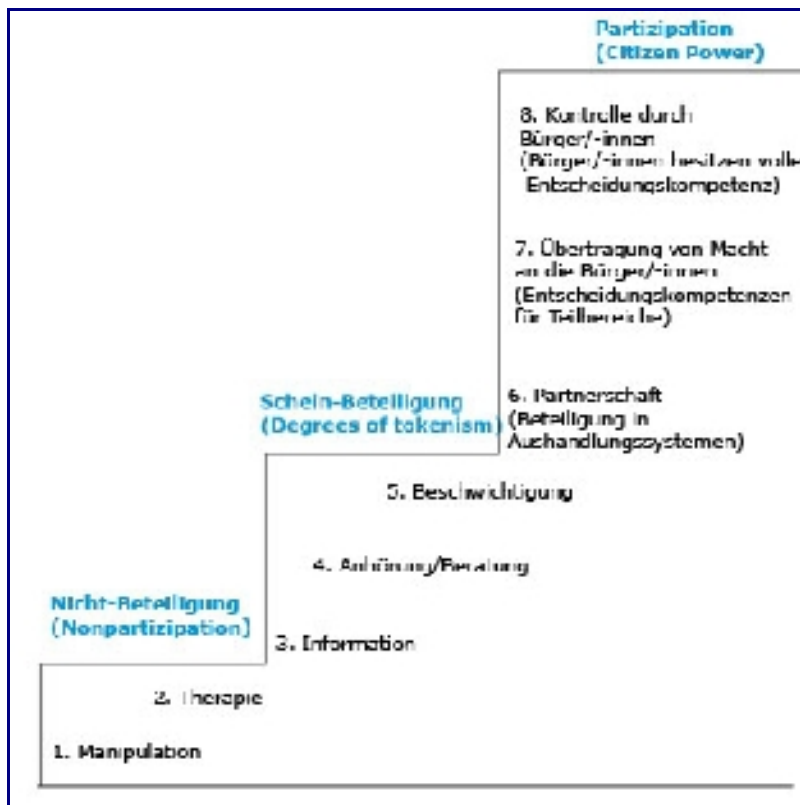 Partizipation
(Citizen Power)
8. Kontrolle durch
Bürger/-innen
(Bürger/-innen besitzen volle
Entscheidungskompetenz)
7. Übertragung von Macht
an die Bürger/-innen
(Entscheidungskompetenzen
für Teilbereiche)
Schein-Beteiligung
(Degrees of tokenism)
6. Partnerschaft
(Beteiligung in
Aushandlungssystemen)
5. Beschwichtigung
4. Anhörung/Beratung
Nicht-Beteiligung
(Nonpartizipation)
3. Information
2. Therapie
1. Manipulation